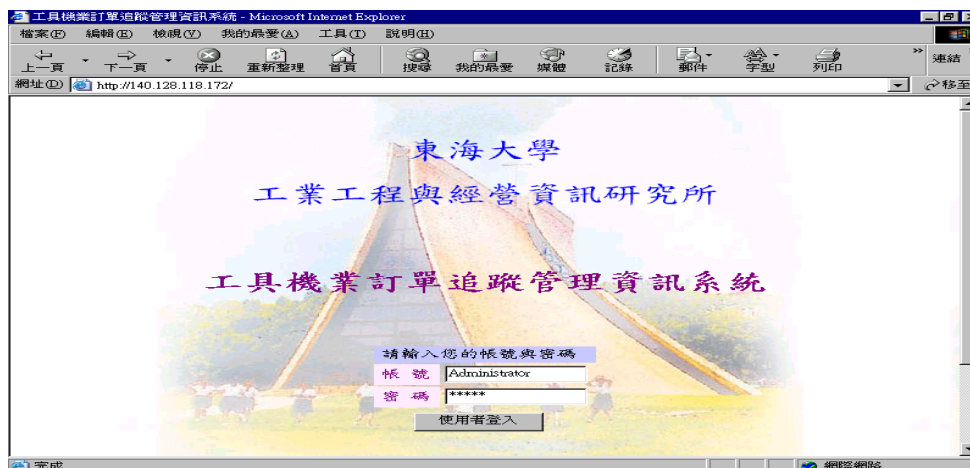 工具機業訂單追蹤管理資訊系統 - Microsoft Internet Explorer
檔案(F) 編輯(E) 檢視(V) 我的最愛(A) 工具(T) 說明(H)
上一頁 下一頁 停止 重新整理 首頁 搜尋 我的最愛 媒體 記錄 郵件 字型 列印 » 連結
網址(D) http://140.128.118.172/ 移至
東海大學
工業工程與經營資訊研究所
工具機業訂單追蹤管理資訊系統
請輸入您的帳號與密碼
帳 號 Administrator
密 碼 *****
使用者登入
完成 網際網路